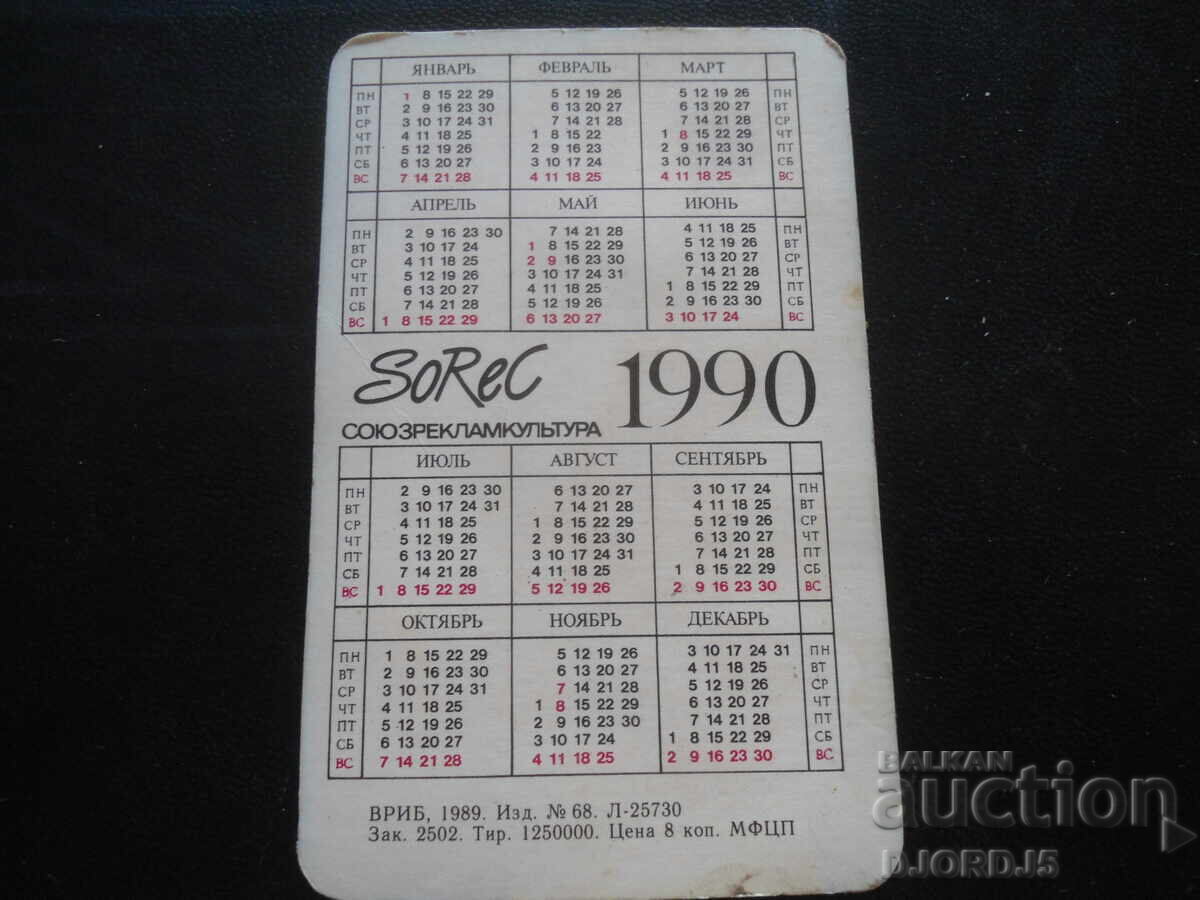 ЯНВАРЬ ФЕВРАЛЬ МАРТ
ПН 1 8 15 22 29 5 12 19 26 5 12 19 26 ПН
ВТ 2 9 16 23 30 6 13 20 27 6 13 20 27 ВТ
СР 3 10 17 24 31 7 14 21 28 7 14 21 28 СР
ЧТ 4 11 18 25 1 8 15 22 1 8 15 22 29 ЧТ
ПТ 5 12 19 26 2 9 16 23 2 9 16 23 30 ПТ
СБ 6 13 20 27 3 10 17 24 3 10 17 24 31 СБ
ВС 7 14 21 28 4 11 18 25 4 11 18 25 ВС
АПРЕЛЬ МАЙ ИЮНЬ
ПН 2 9 16 23 30 7 14 21 28 4 11 18 25 ПН
ВТ 3 10 17 24 1 8 15 22 29 5 12 19 26 ВТ
СР 4 11 18 25 2 9 16 23 30 6 13 20 27 СР
ЧТ 5 12 19 26 3 10 17 24 31 7 14 21 28 ЧТ
ПТ 6 13 20 27 4 11 18 25 1 8 15 22 29 ПТ
СБ 7 14 21 28 5 12 19 26 2 9 16 23 30 СБ
ВС 1 8 15 22 29 6 13 20 27 3 10 17 24 ВС
SoReC 1990
СОЮЗРЕКЛАМКУЛЬТУРА
ИЮЛЬ АВГУСТ СЕНТЯБРЬ
ПН 2 9 16 23 30 6 13 20 27 3 10 17 24 ПН
ВТ 3 10 17 24 31 7 14 21 28 4 11 18 25 ВТ
СР 4 11 18 25 1 8 15 22 29 5 12 19 26 СР
ЧТ 5 12 19 26 2 9 16 23 30 6 13 20 27 ЧТ
ПТ 6 13 20 27 3 10 17 24 31 7 14 21 28 ПТ
СБ 7 14 21 28 4 11 18 25 1 8 15 22 29 СБ
ВС 1 8 15 22 29 5 12 19 26 2 9 16 23 30 ВС
ОКТЯБРЬ НОЯБРЬ ДЕКАБРЬ
ПН 1 8 15 22 29 5 12 19 26 3 10 17 24 31 ПН
ВТ 2 9 16 23 30 6 13 20 27 4 11 18 25 ВТ
СР 3 10 17 24 31 7 14 21 28 5 12 19 26 СР
ЧТ 4 11 18 25 1 8 15 22 29 6 13 20 27 ЧТ
ПТ 5 12 19 26 2 9 16 23 30 7 14 21 28 ПТ
СБ 6 13 20 27 3 10 17 24 1 8 15 22 29 СБ
ВС 7 14 21 28 4 11 18 25 2 9 16 23 30 ВС
ВРИБ, 1989. Изд. № 68. Л-25730
Зак. 2502. Тир. 1250000. Цена 8 коп. МФЦП
BALKAN
auction
DJORDJ5